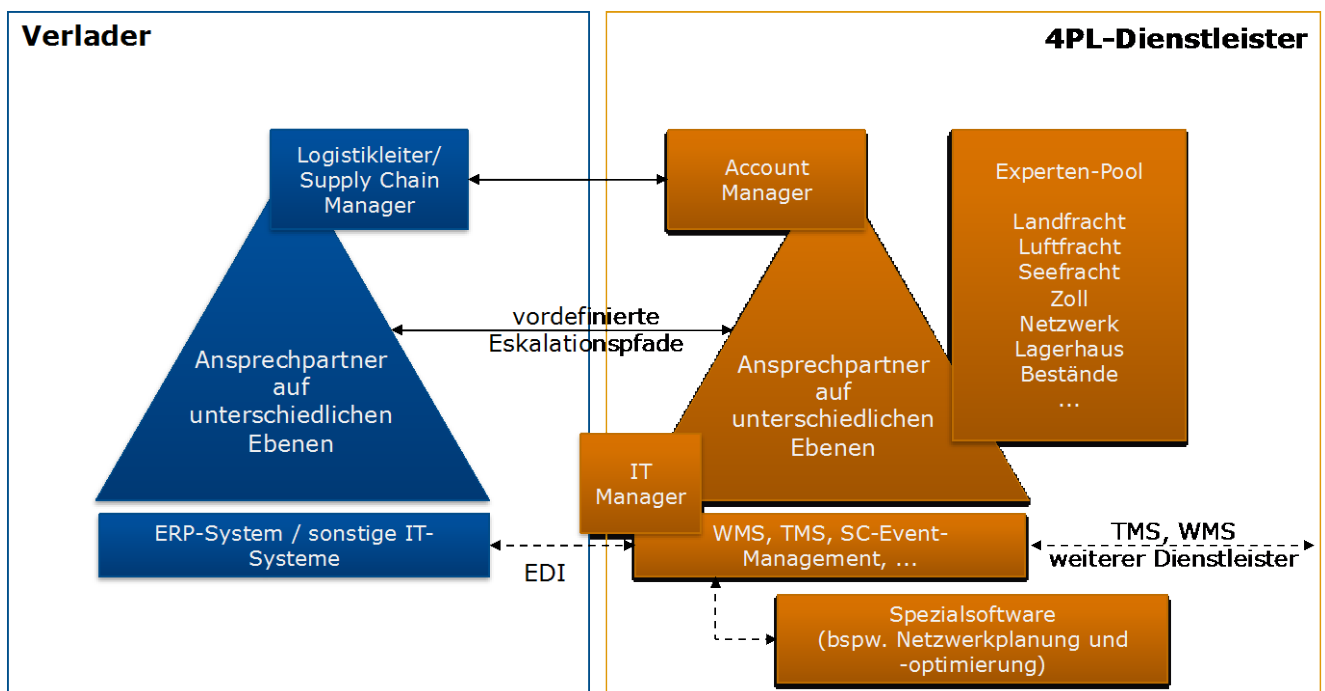 Verlader
4PL-Dienstleister
Logistikleiter/
Supply Chain
Manager
Account
Manager
Experten-Pool
Landfracht
Luftfracht
Seefracht
Zoll
Netzwerk
Lagerhaus
Bestände
...
vordefinierte
Eskalationspfade
Ansprechpartner
auf
unterschiedlichen
Ebenen
Ansprechpartner
auf
unterschiedlichen
Ebenen
IT
Manager
ERP-System / sonstige IT-
Systeme
EDI
WMS, TMS, SC-Event-
Management, ...
TMS, WMS
weiterer Dienstleister
Spezialsoftware
(bspw. Netzwerkplanung und
-optimierung)